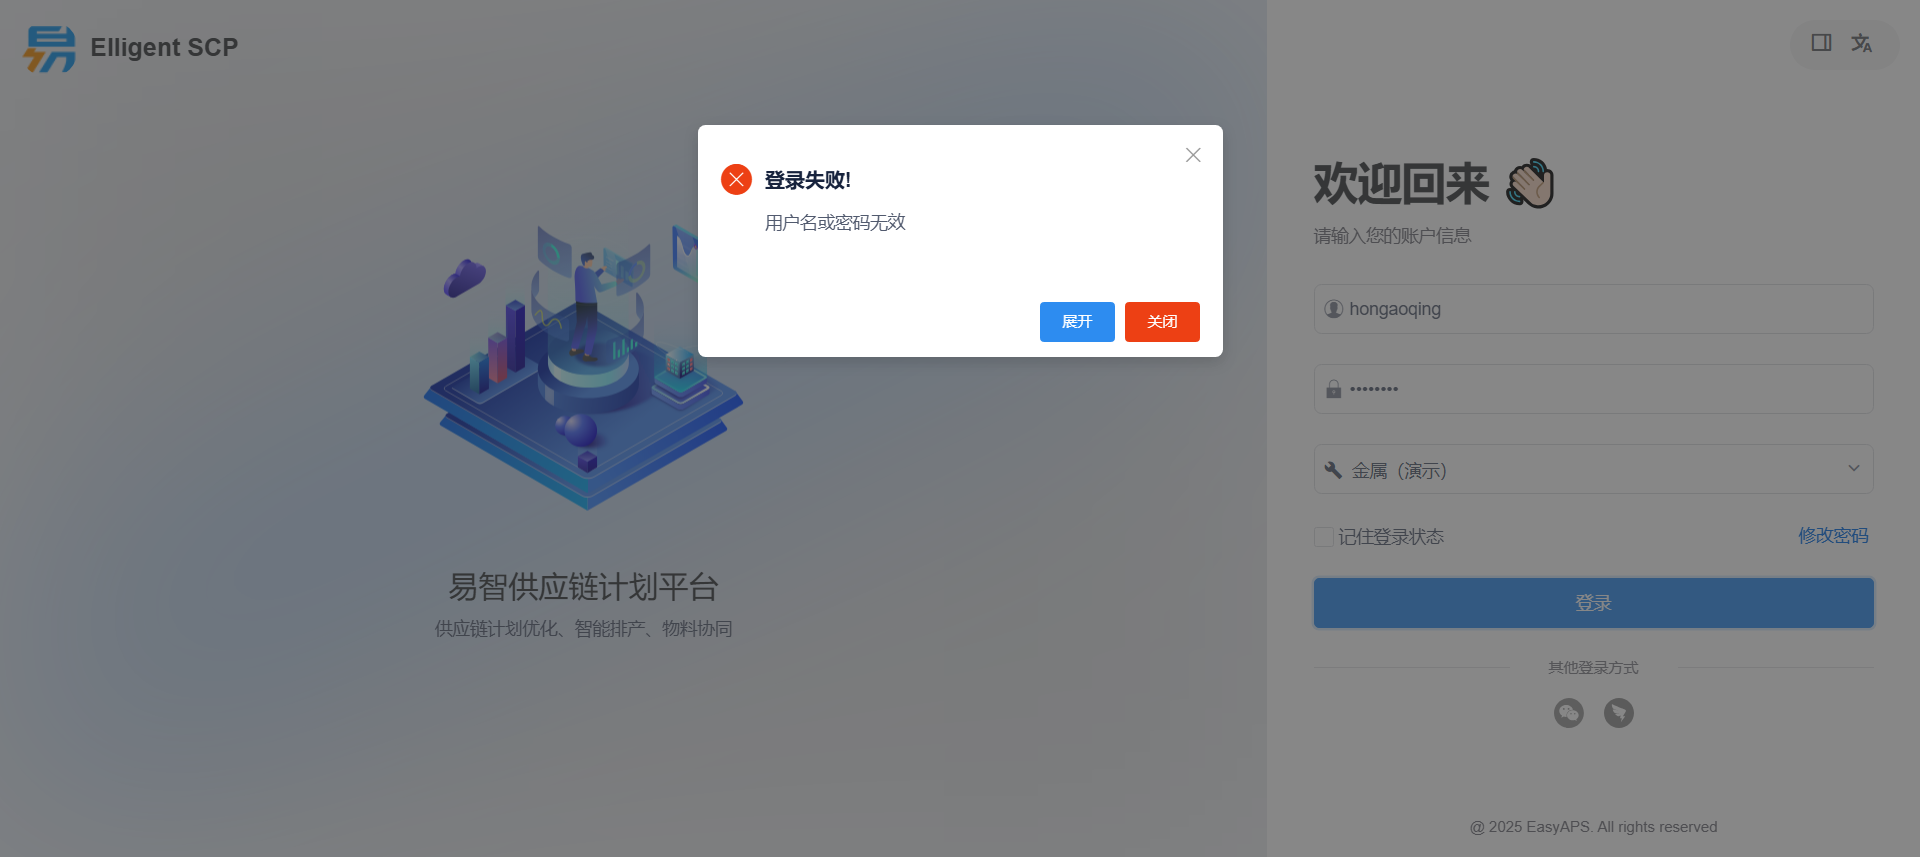 Elligent SCP
登录失败!
用户名或密码无效
展开
关闭
易智供应链计划平台
供应链计划优化、智能排产、物料协同
欢迎回来
请输入您的账户信息
hongaoqing
••••••••
金属（演示）
记住登录状态
修改密码
登录
其他登录方式
@ 2025 EasyAPS. All rights reserved